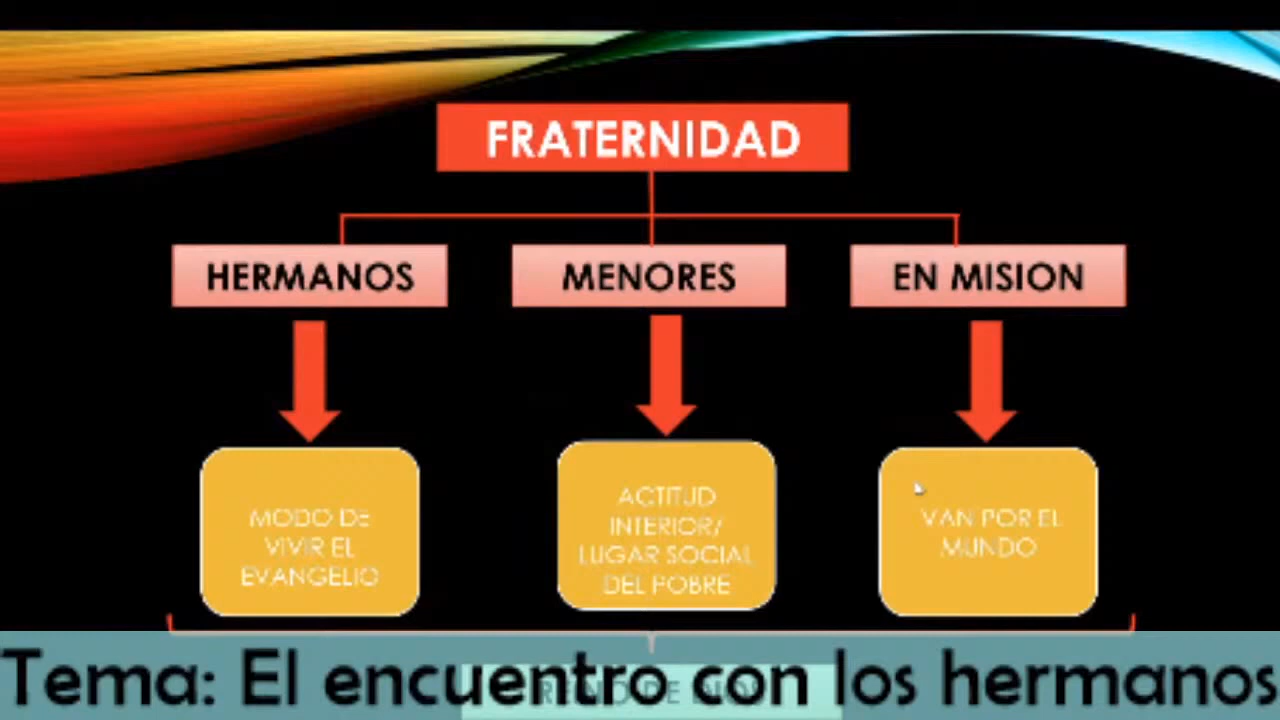 FRATERNIDAD
HERMANOS
MENORES
EN MISION
MODO DE
VIVIR EL
EVANGELIO
ACTITUD
INTERIOR/
LUGAR SOCIAL
DEL POBRE
VAN POR EL
MUNDO
Tema: El encuentro con los hermanos